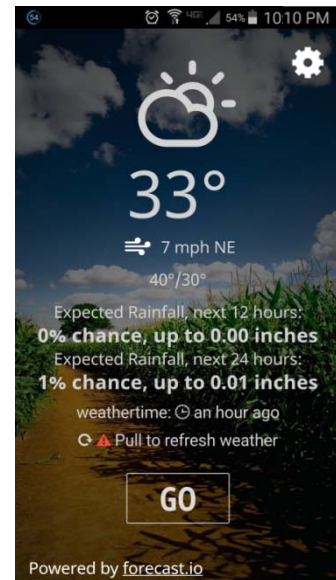 54 4G 54% 10:10 PM
33°
7 mph NE
40°/30°
Expected Rainfall, next 12 hours:
0% chance, up to 0.00 inches
Expected Rainfall, next 24 hours:
1% chance, up to 0.01 inches
weathertime: an hour ago
Pull to refresh weather
GO
Powered by forecast.io